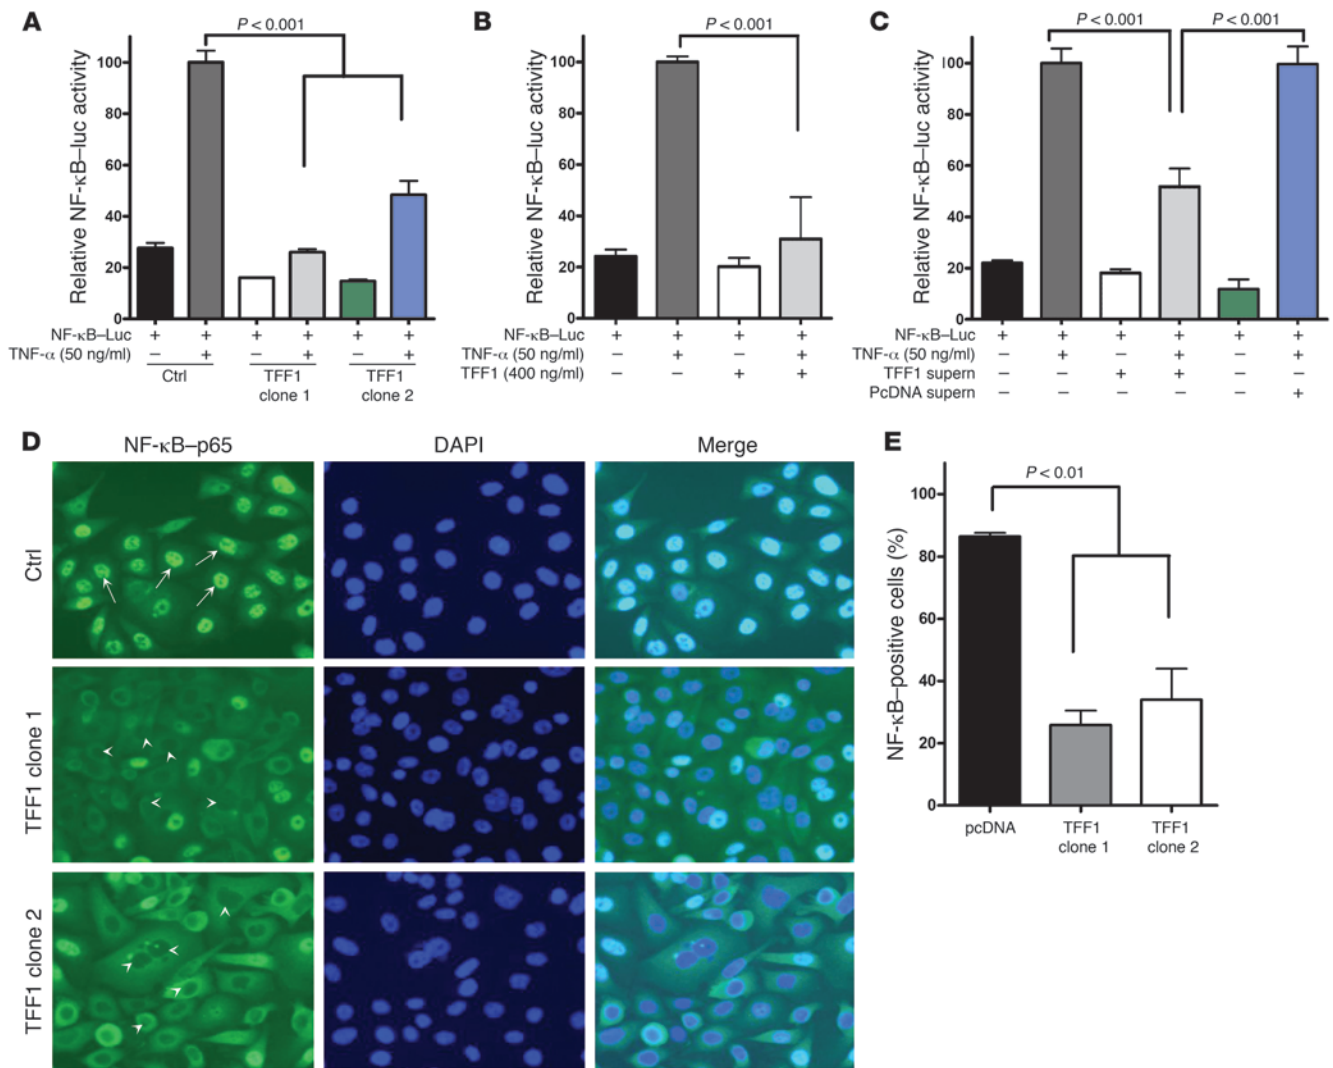 A
P < 0.001
Relative NF-κB–luc activity
100
80
60
40
20
0
NF-κB–Luc + + + + + +
TNF-α (50 ng/ml) – + – + – +
Ctrl TFF1 clone 1 TFF1 clone 2
B
P < 0.001
Relative NF-κB–luc activity
100
80
60
40
20
0
NF-κB–Luc + + + +
TNF-α (50 ng/ml) – + – +
TFF1 (400 ng/ml) – – + +
C
P < 0.001 P < 0.001
Relative NF-κB–luc activity
100
80
60
40
20
0
NF-κB–Luc + + + + + +
TNF-α (50 ng/ml) – + – + – +
TFF1 supern – – + + – +
PcDNA supern – – – – – +
D
NF-κB–p65 DAPI Merge
Ctrl
TFF1 clone 1
TFF1 clone 2
E
P < 0.01
NF-κB–positive cells (%)
100
80
60
40
20
0
pcDNA TFF1 clone 1 TFF1 clone 2